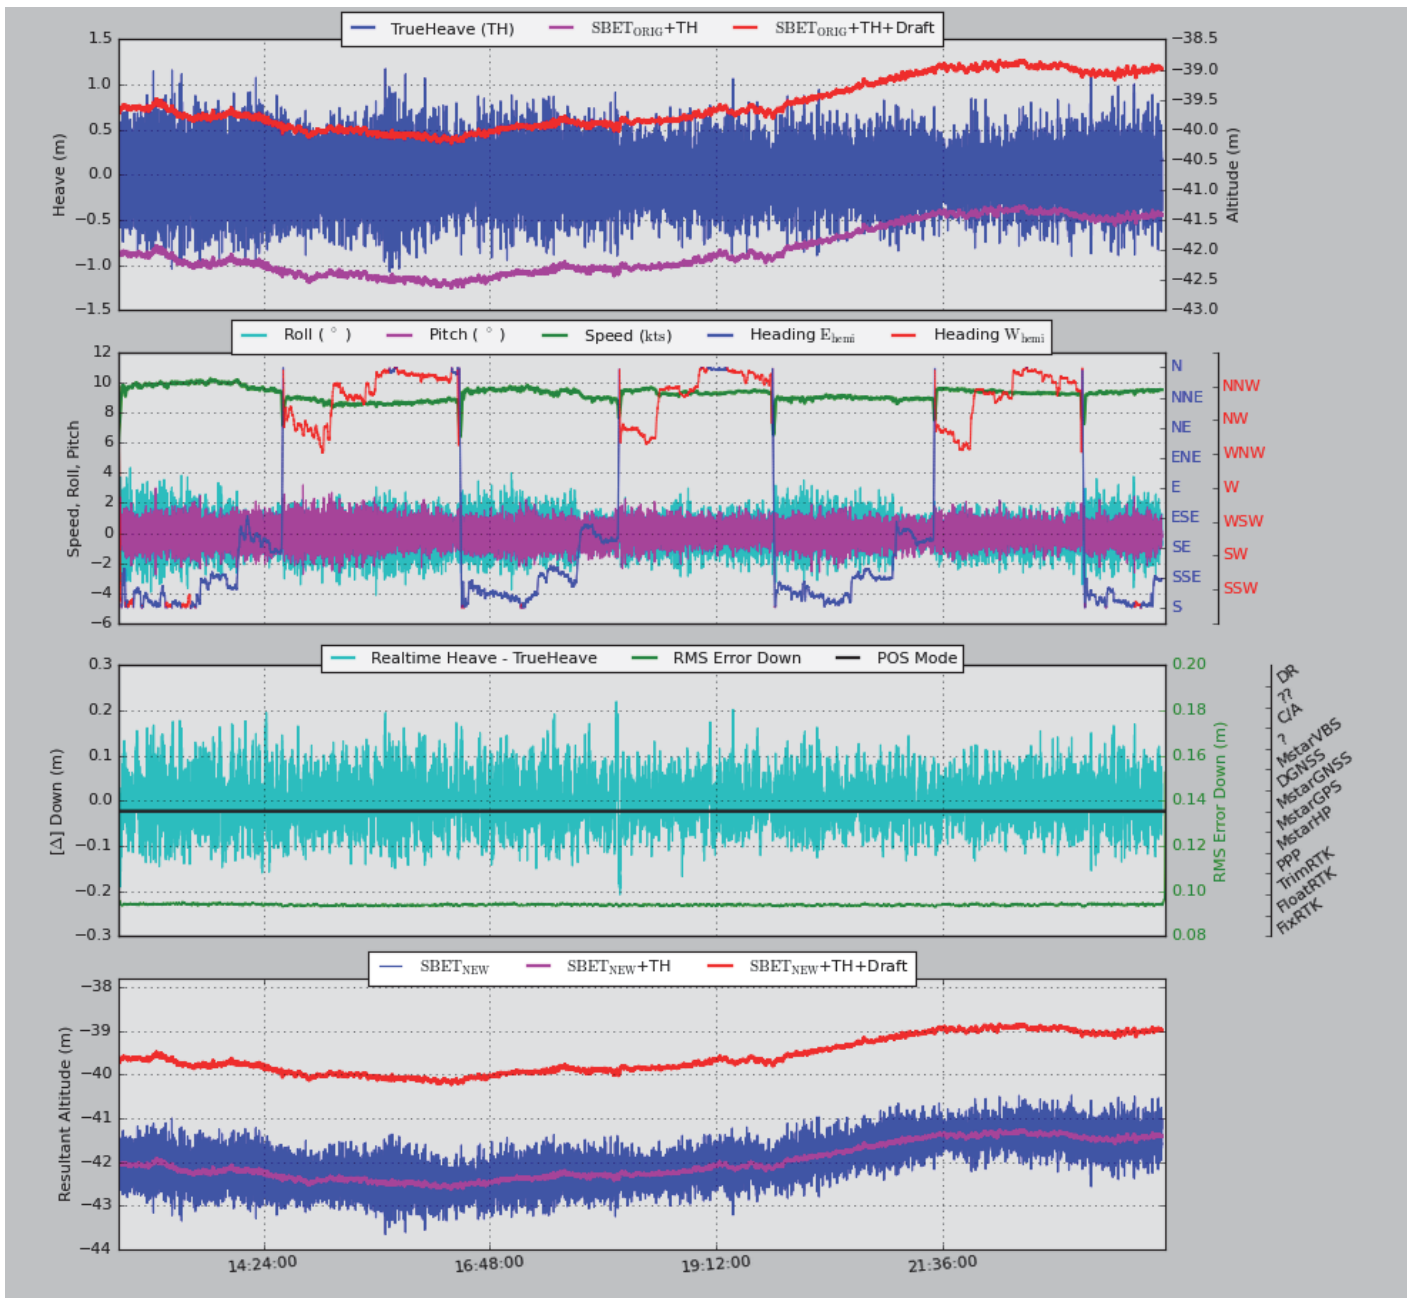 TrueHeave (TH) SBET_ORIG+TH SBET_ORIG+TH+Draft
1.5
1.0
0.5
0.0
−0.5
−1.0
−1.5
Heave (m)
−38.5
−39.0
−39.5
−40.0
−40.5
−41.0
−41.5
−42.0
−42.5
−43.0
Altitude (m)
Roll ( ° ) Pitch ( ° ) Speed (kts) Heading E_hemi Heading W_hemi
12
10
8
6
4
2
0
−2
−4
−6
Speed, Roll, Pitch
N
NNE
NE
ENE
E
ESE
SE
SSE
S
NNW
NW
WNW
W
WSW
SW
SSW
Realtime Heave - TrueHeave RMS Error Down POS Mode
0.3
0.2
0.1
0.0
−0.1
−0.2
−0.3
[Δ] Down (m)
0.20
0.18
0.16
0.14
0.12
0.10
0.08
RMS Error Down (m)
DR
??
C/A
?
MstarVBS
DGNSS
MstarGNSS
MstarGPS
MstarHP
PPP
TrimRTK
FloatRTK
FixRTK
SBET_NEW SBET_NEW+TH SBET_NEW+TH+Draft
−38
−39
−40
−41
−42
−43
−44
Resultant Altitude (m)
14:24:00 16:48:00 19:12:00 21:36:00